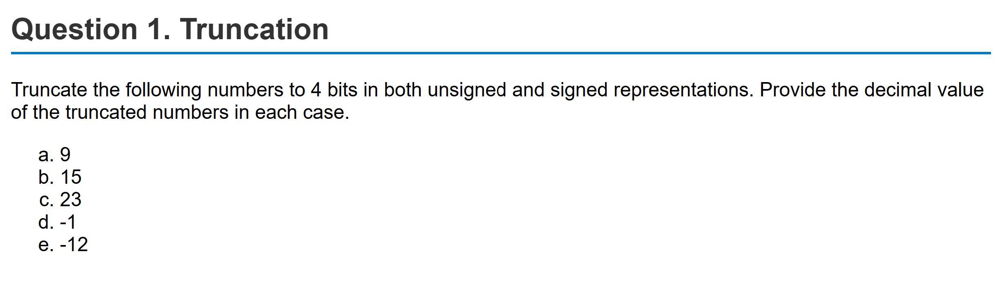 Question 1. Truncation
Truncate the following numbers to 4 bits in both unsigned and signed representations. Provide the decimal value
of the truncated numbers in each case.
a. 9
b. 15
c. 23
d. -1
e. -12